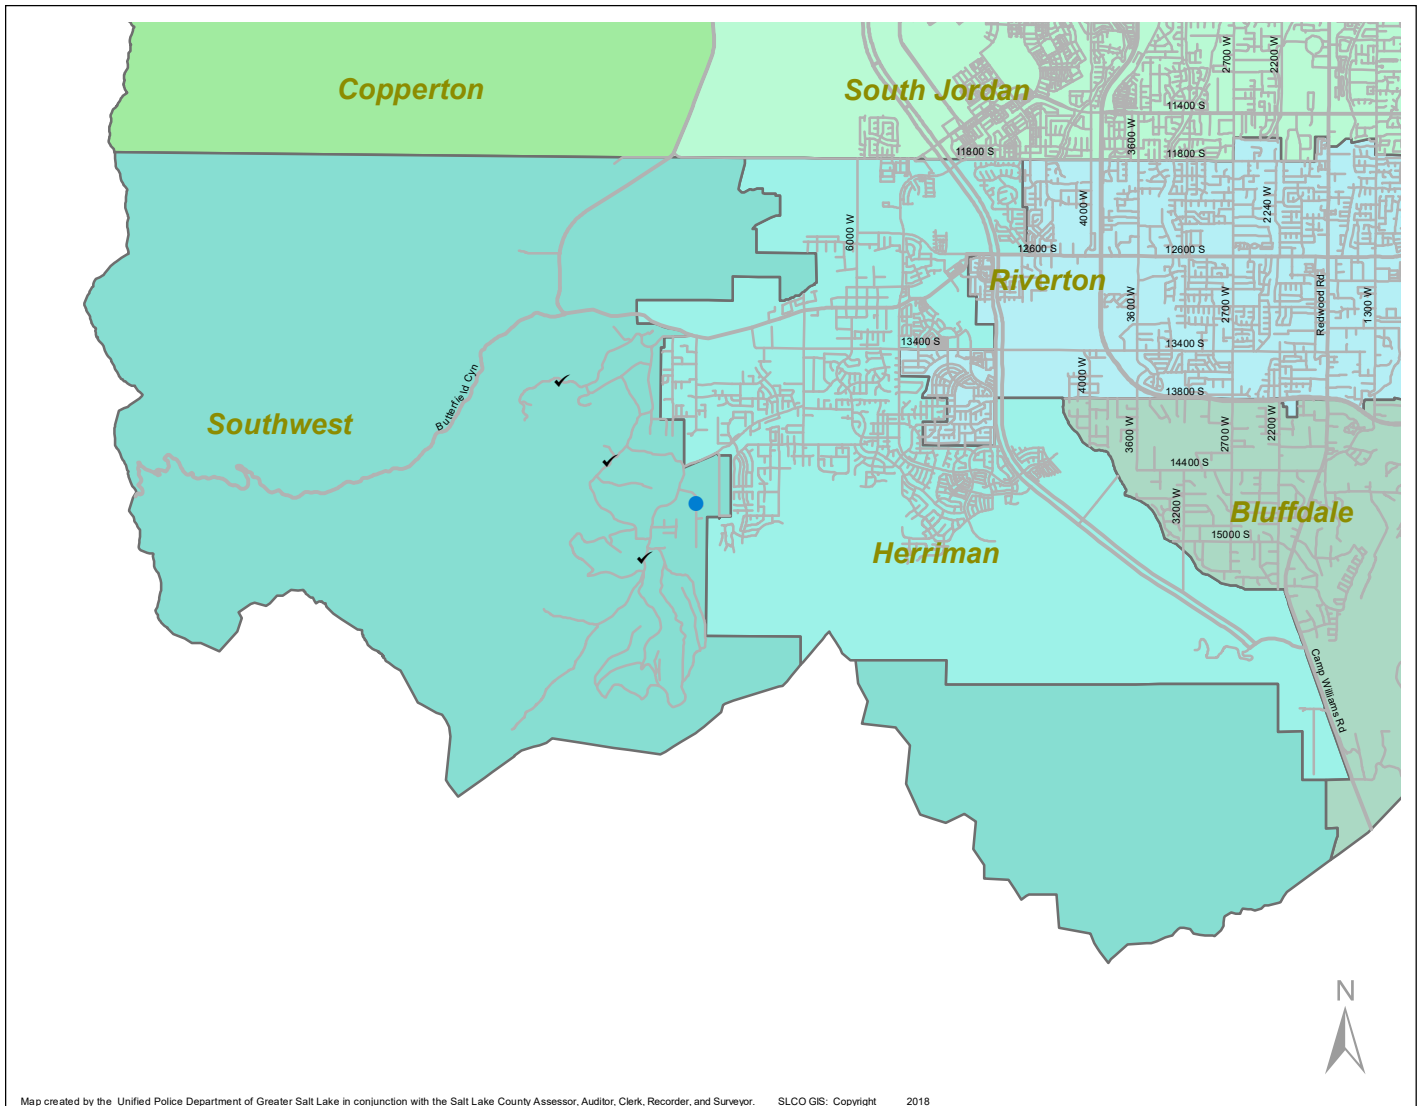 2700 W
2200 W
Copperton
South Jordan
11400 S
3600 W
11800 S
11800 S
4000 W
2240 W
6000 W
12600 S
12600 S
Riverton
3600 W
2700 W
Redwood Rd
1300 W
13400 S
13400 S
4000 W
13800 S
Butterfield Cyn
Southwest
3600 W
2700 W
2200 W
14400 S
3200 W
Bluffdale
15000 S
Herriman
Camp Williams Rd
N
Map created by the Unified Police Department of Greater Salt Lake in conjunction with the Salt Lake County Assessor, Auditor, Clerk, Recorder, and Surveyor. SLCO GIS: Copyright 2018